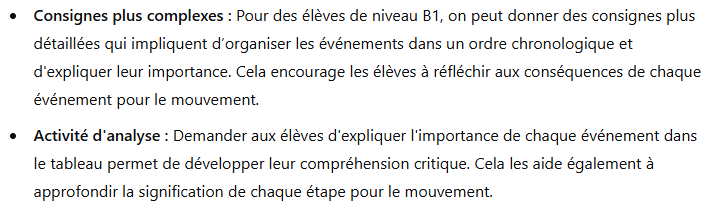 • Consignes plus complexes : Pour des élèves de niveau B1, on peut donner des consignes plus
détaillées qui impliquent d'organiser les événements dans un ordre chronologique et
d'expliquer leur importance. Cela encourage les élèves à réfléchir aux conséquences de chaque
événement pour le mouvement.
• Activité d'analyse : Demander aux élèves d'expliquer l'importance de chaque événement dans
le tableau permet de développer leur compréhension critique. Cela les aide également à
approfondir la signification de chaque étape pour le mouvement.